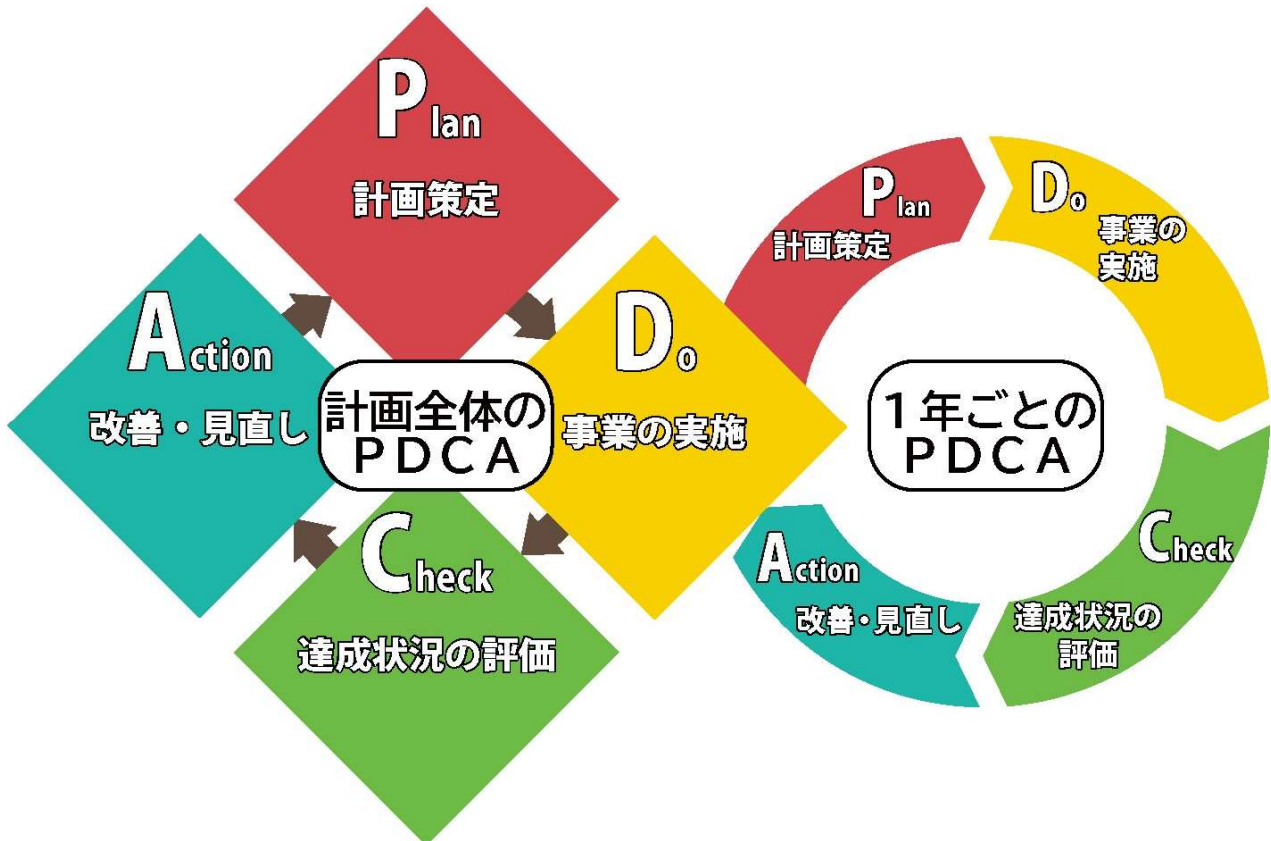 Plan
計画策定
Do
事業の実施
Check
達成状況の評価
Action
改善・見直し
計画全体の
PDCA
Plan
計画策定
Do
事業の
実施
Check
達成状況の
評価
Action
改善・見直し
１年ごとの
PDCA